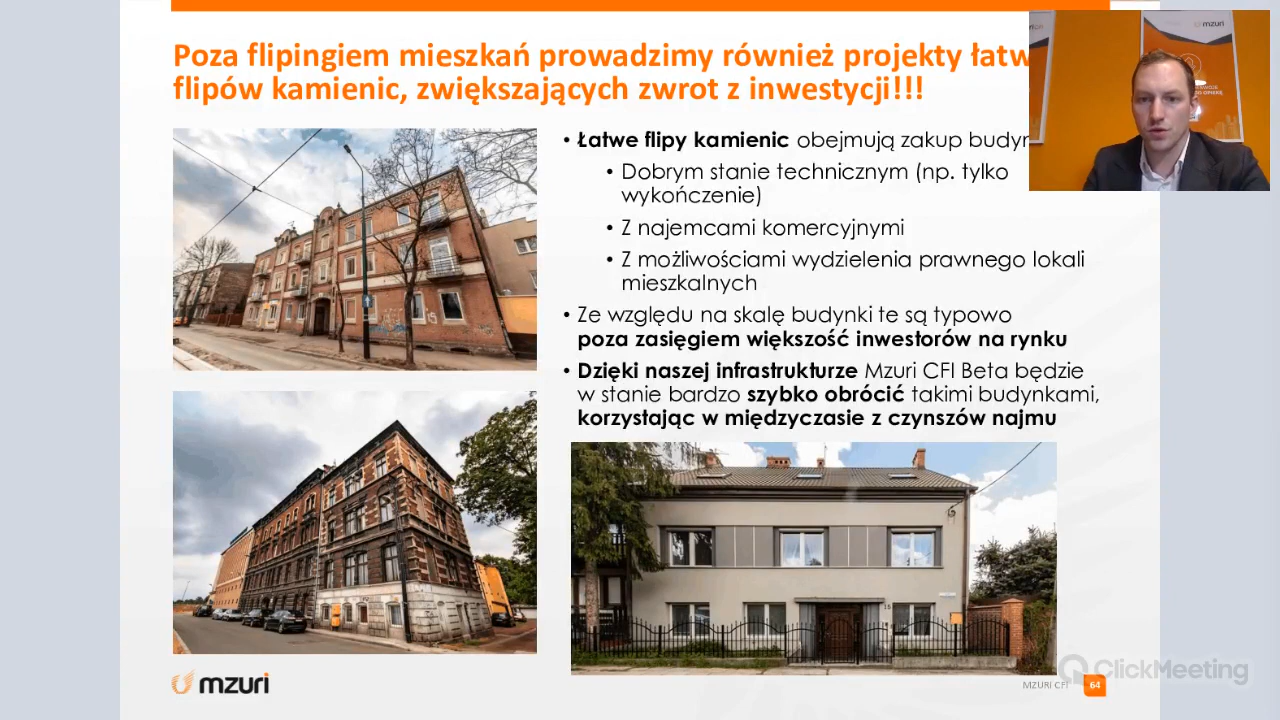 Poza flipingiem mieszkań prowadzimy również projekty łatw
flipów kamienic, zwiększających zwrot z inwestycji!!!
mzuri
• Łatwe flipy kamienic obejmują zakup budyn
• Dobrym stanie technicznym (np. tylko
wykończenie)
• Z najemcami komercyjnymi
• Z możliwościami wydzielenia prawnego lokali
mieszkalnych
• Ze względu na skalę budynki te są typowo
poza zasięgiem większość inwestorów na rynku
• Dzięki naszej infrastrukturze Mzuri CFI Beta będzie
w stanie bardzo szybko obrócić takimi budynkami,
korzystając w międzyczasie z czynszów najmu
mzuri
MZURI CFI 64
ClickMeeting